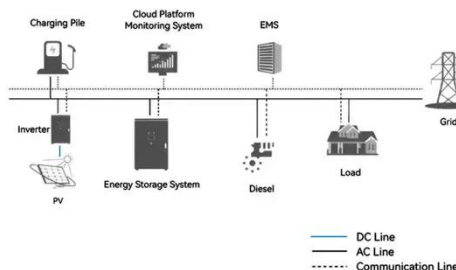 Cloud Platform
Monitoring System
EMS
Charging Pile
Grid
Inverter
PV
Energy Storage System
Diesel
Load
DC Line
AC Line
Communication Line